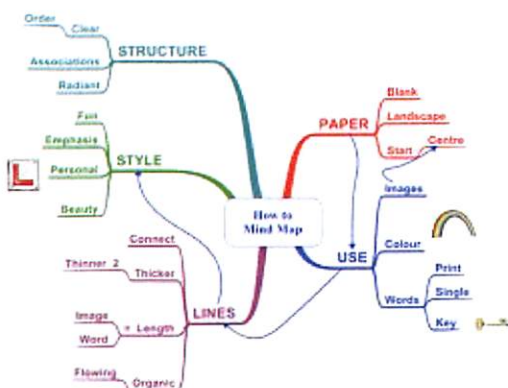 How to
Mind Map
PAPER
Blank
Landscape
Start
Centre
USE
Images
Colour
Words
Print
Single
Key
LINES
Connect
Thinner 2 Thicker
= Length
Image
Word
Organic
Flowing
STYLE
Fun
Emphasis
Personal
Beauty
L
STRUCTURE
Order
Clear
Associations
Radiant